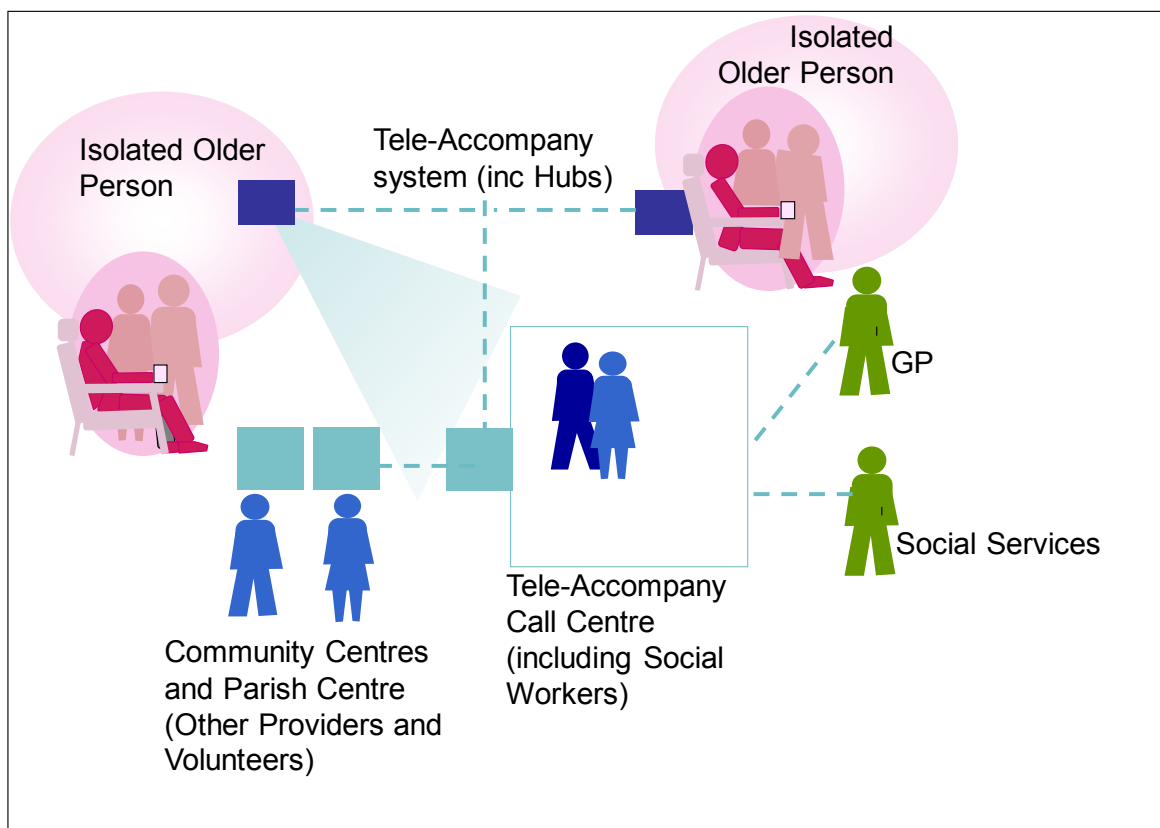 Isolated
Older Person
Isolated Older
Person
Tele-Accompany
system (inc Hubs)
GP
Social Services
Tele-Accompany
Call Centre
(including Social
Workers)
Community Centres
and Parish Centre
(Other Providers and
Volunteers)